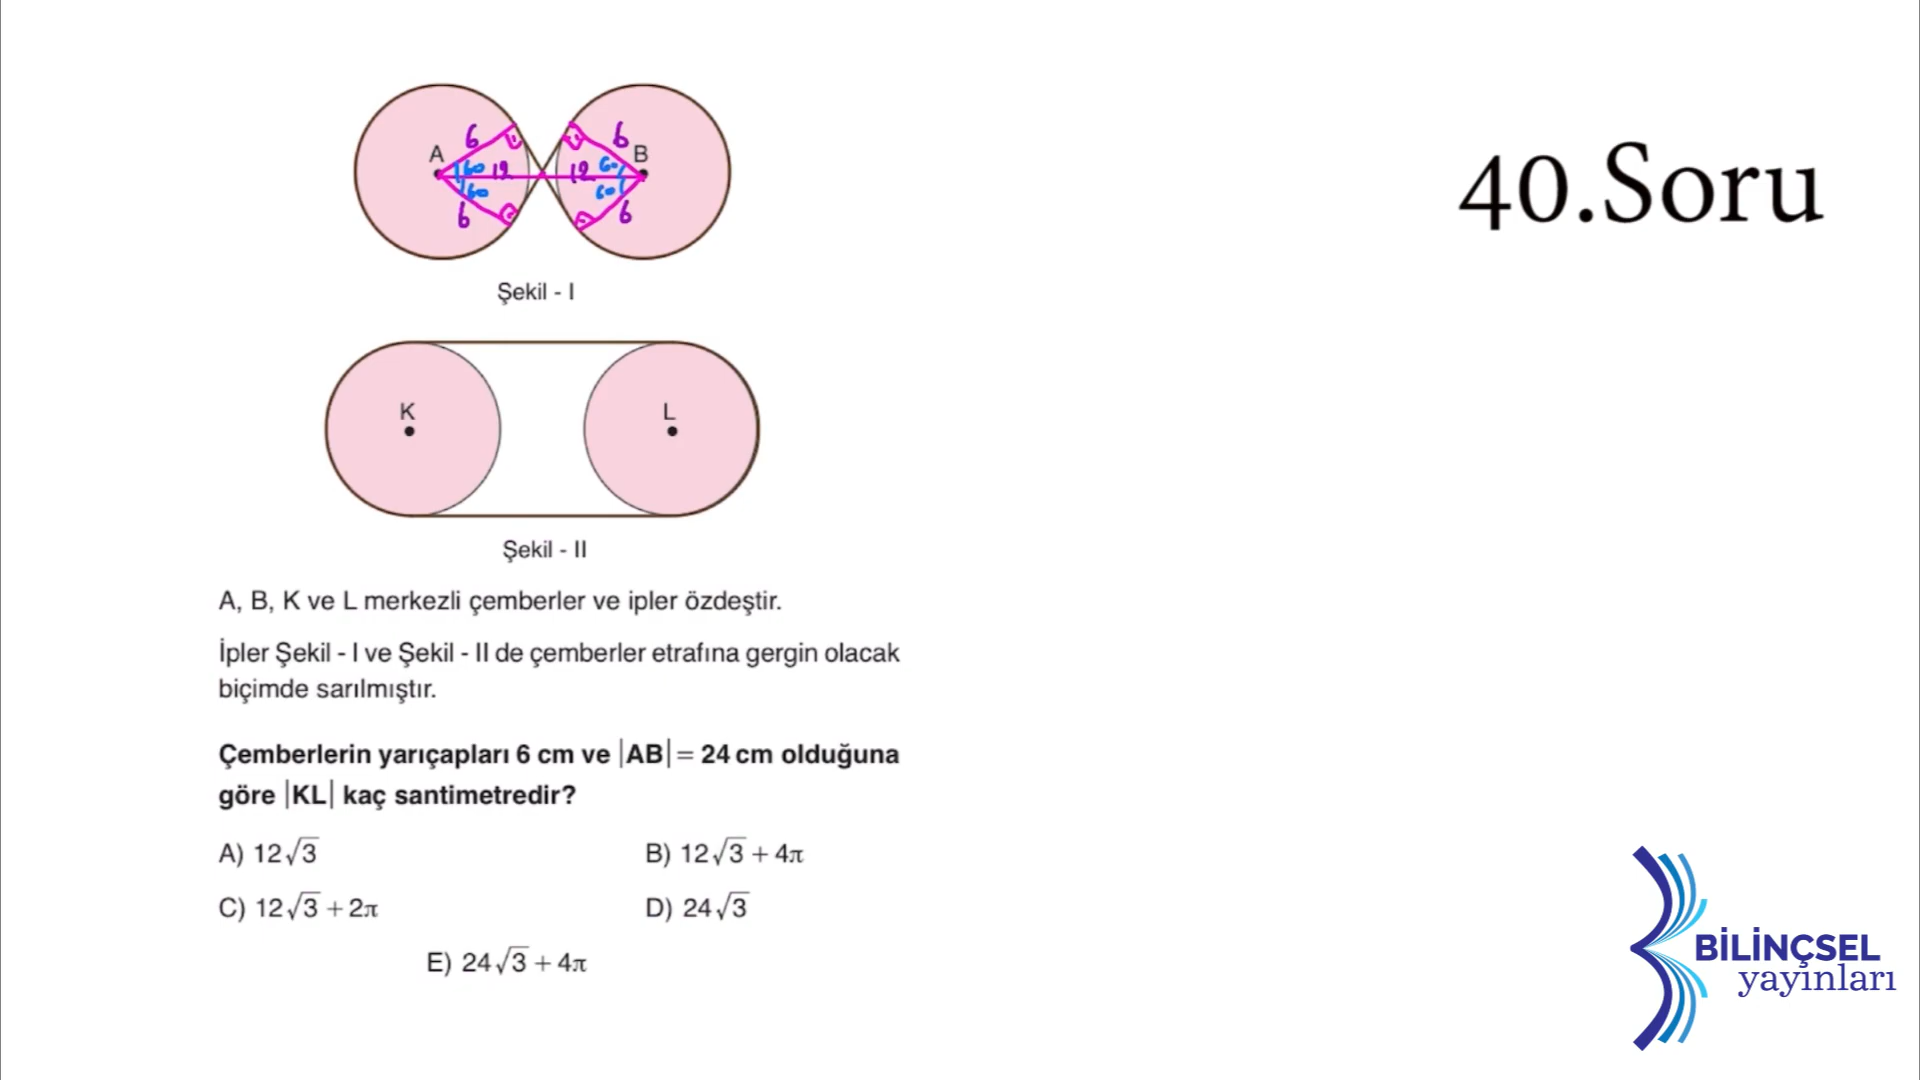 40.Soru
A
B
6
6
60
12
12
60
60
60
6
6
Şekil - I
K
L
Şekil - II
A, B, K ve L merkezli çemberler ve ipler özdeştir.
İpler Şekil - I ve Şekil - II de çemberler etrafına gergin olacak
biçimde sarılmıştır.
Çemberlerin yarıçapları 6 cm ve |AB| = 24 cm olduğuna
göre |KL| kaç santimetredir?
A) 12√3
B) 12√3 + 4π
C) 12√3 + 2π
D) 24√3
E) 24√3 + 4π
BİLİNÇSEL
yayınları